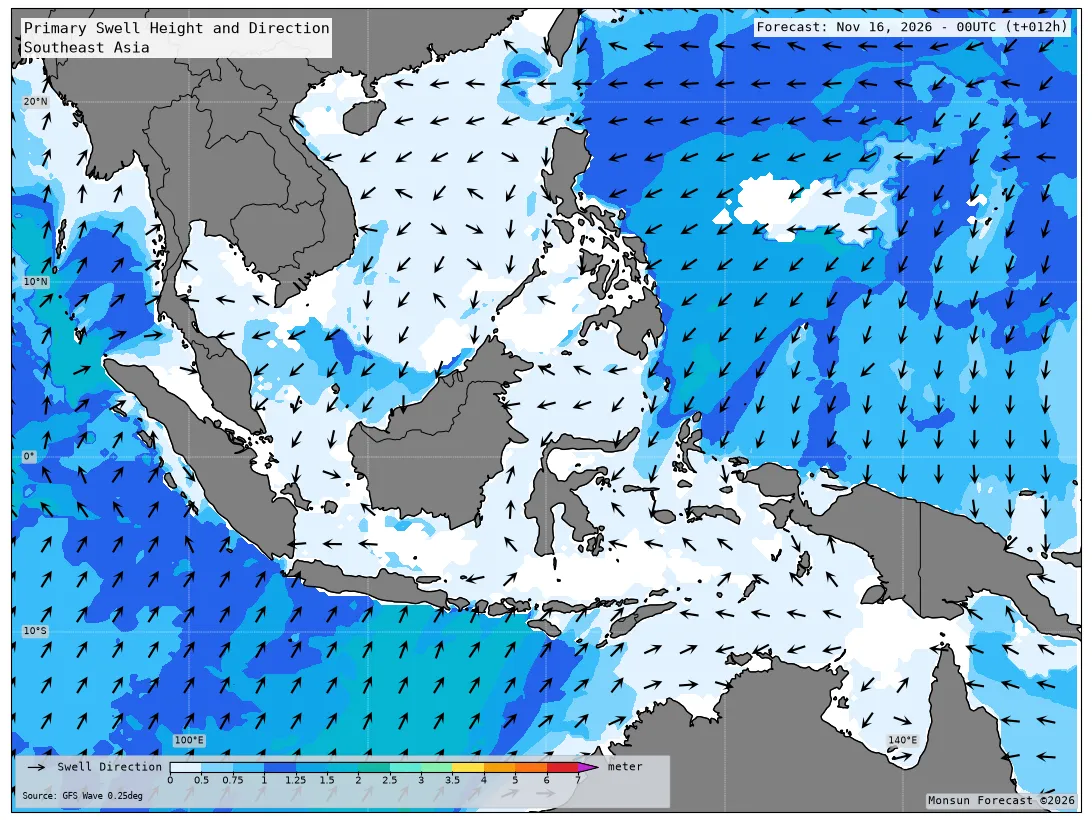 Primary Swell Height and Direction
Southeast Asia
Forecast: Nov 16, 2026 - 00UTC (t+012h)
20°N
10°N
0°
10°S
100°E
140°E
Swell Direction
0 0.5 0.75 1 1.25 1.5 2 2.5 3 3.5 4 5 6 7
meter
Source: GFS Wave 0.25deg
Monsun Forecast ©2026